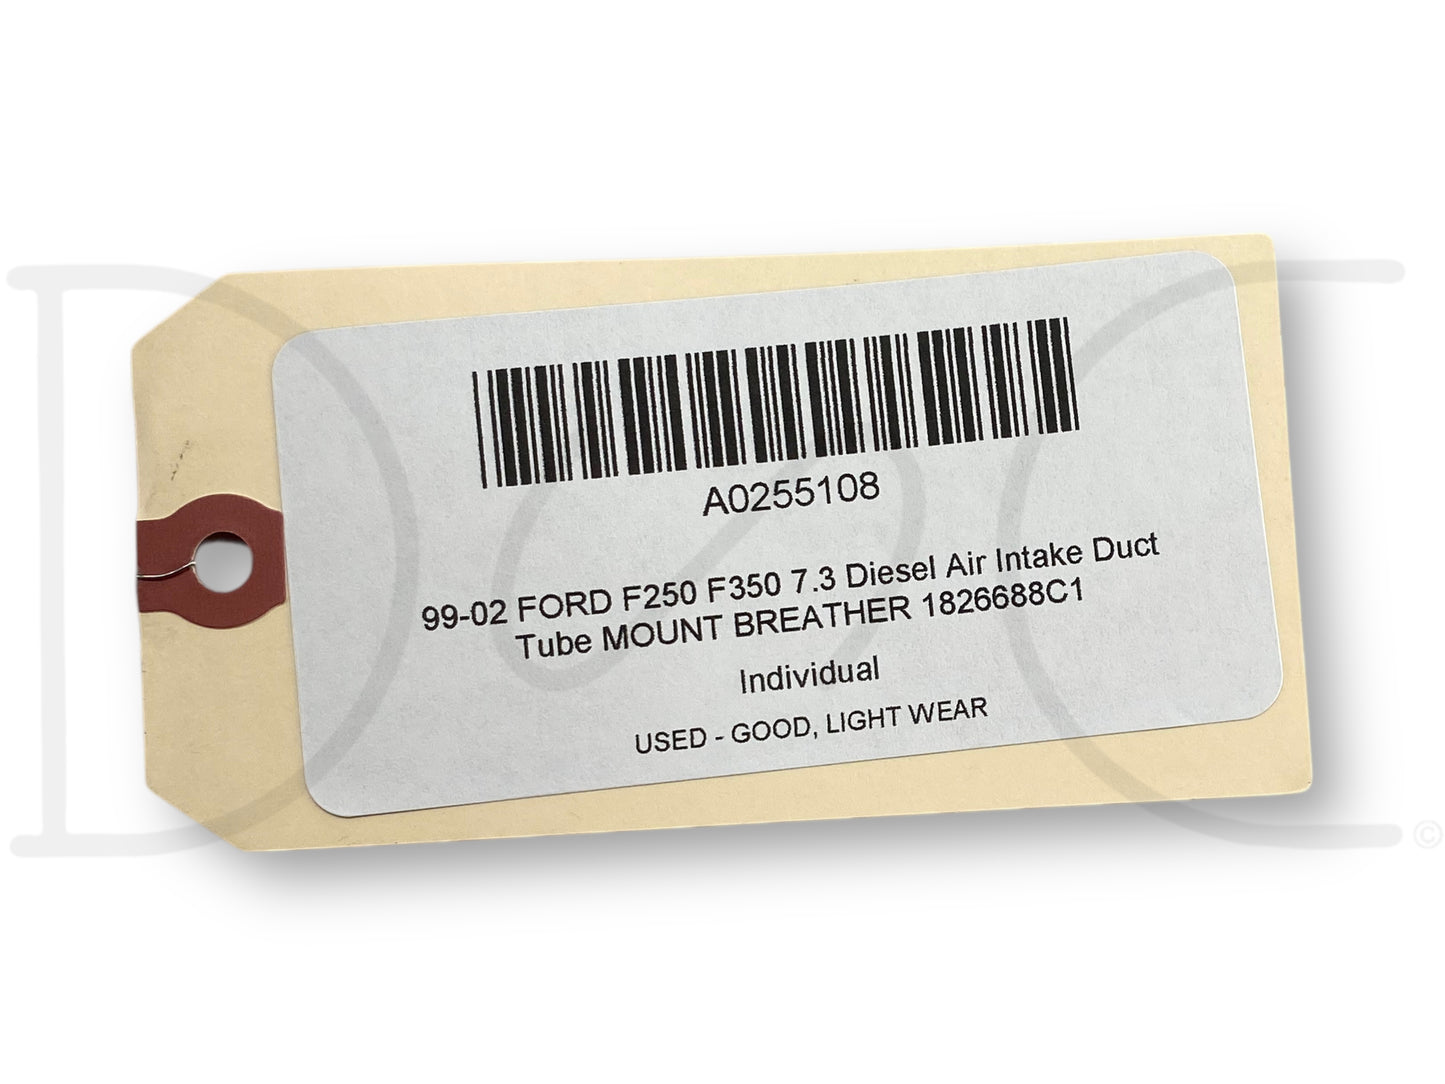 A0255108
99-02 FORD F250 F350 7.3 Diesel Air Intake Duct
Tube MOUNT BREATHER 1826688C1
Individual
USED - GOOD, LIGHT WEAR
D C ©